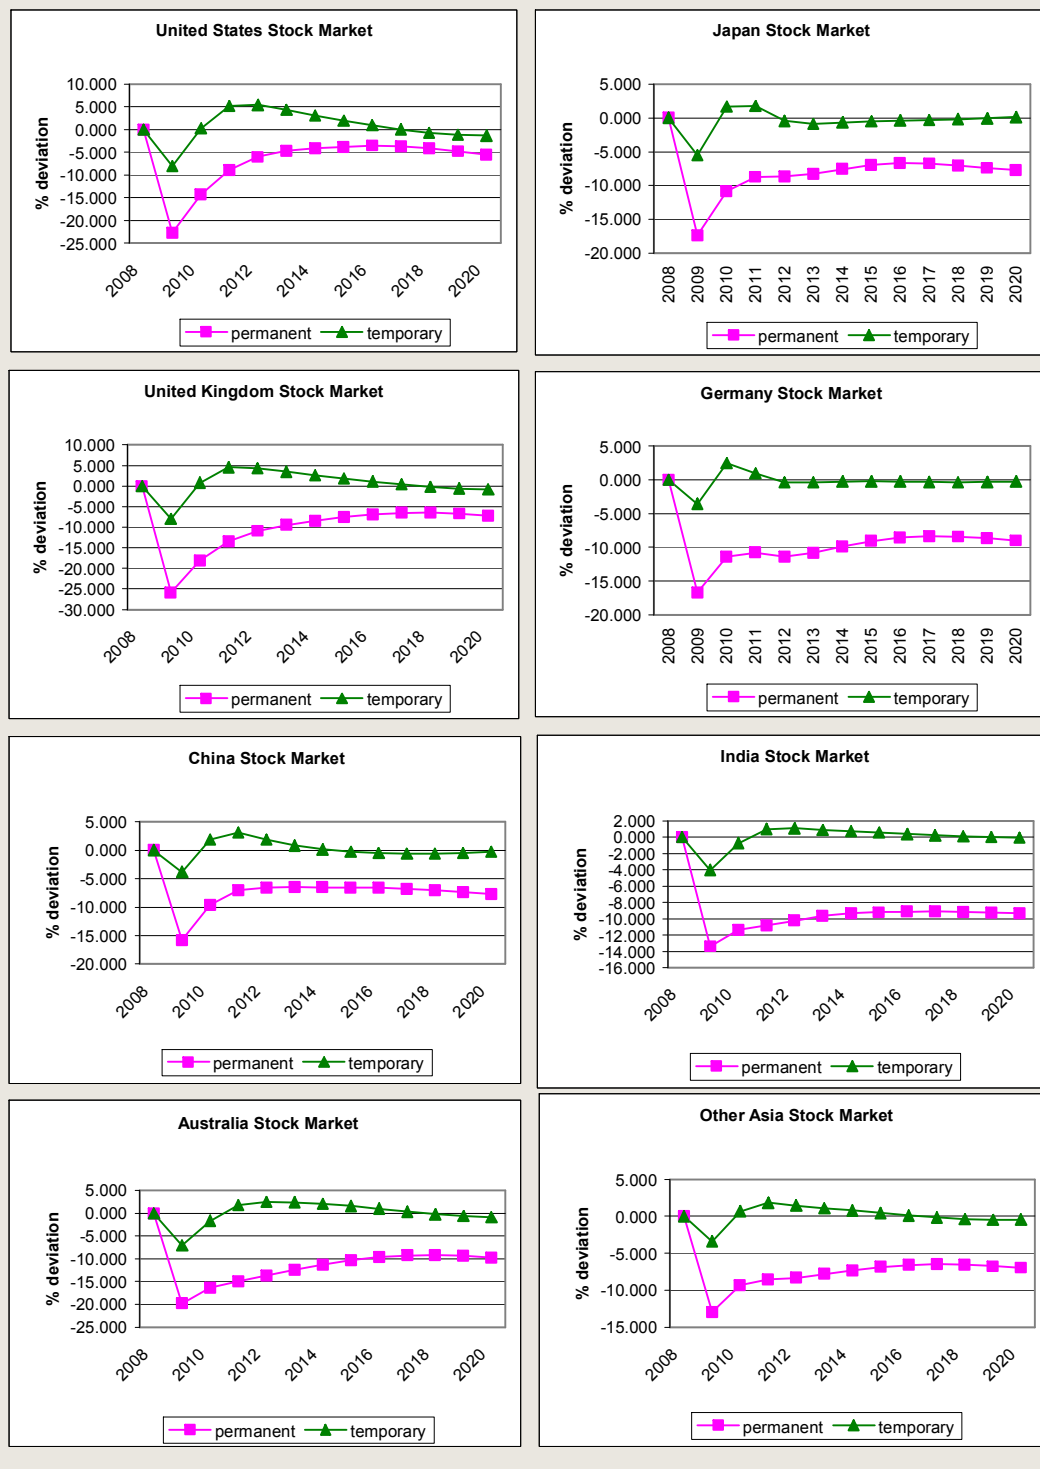 United States Stock Market
% deviation
10.000
5.000
0.000
-5.000
-10.000
-15.000
-20.000
-25.000
2008 2010 2012 2014 2016 2018 2020
permanent temporary
Japan Stock Market
% deviation
5.000
0.000
-5.000
-10.000
-15.000
-20.000
2008 2009 2010 2011 2012 2013 2014 2015 2016 2017 2018 2019 2020
permanent temporary
United Kingdom Stock Market
% deviation
10.000
5.000
0.000
-5.000
-10.000
-15.000
-20.000
-25.000
-30.000
2008 2010 2012 2014 2016 2018 2020
permanent temporary
Germany Stock Market
% deviation
5.000
0.000
-5.000
-10.000
-15.000
-20.000
2008 2009 2010 2011 2012 2013 2014 2015 2016 2017 2018 2019 2020
permanent temporary
China Stock Market
% deviation
5.000
0.000
-5.000
-10.000
-15.000
-20.000
2008 2010 2012 2014 2016 2018 2020
permanent temporary
India Stock Market
% deviation
2.000
0.000
-2.000
-4.000
-6.000
-8.000
-10.000
-12.000
-14.000
-16.000
2008 2010 2012 2014 2016 2018 2020
permanent temporary
Australia Stock Market
% deviation
5.000
0.000
-5.000
-10.000
-15.000
-20.000
-25.000
2008 2010 2012 2014 2016 2018 2020
permanent temporary
Other Asia Stock Market
% deviation
5.000
0.000
-5.000
-10.000
-15.000
2008 2010 2012 2014 2016 2018 2020
permanent temporary